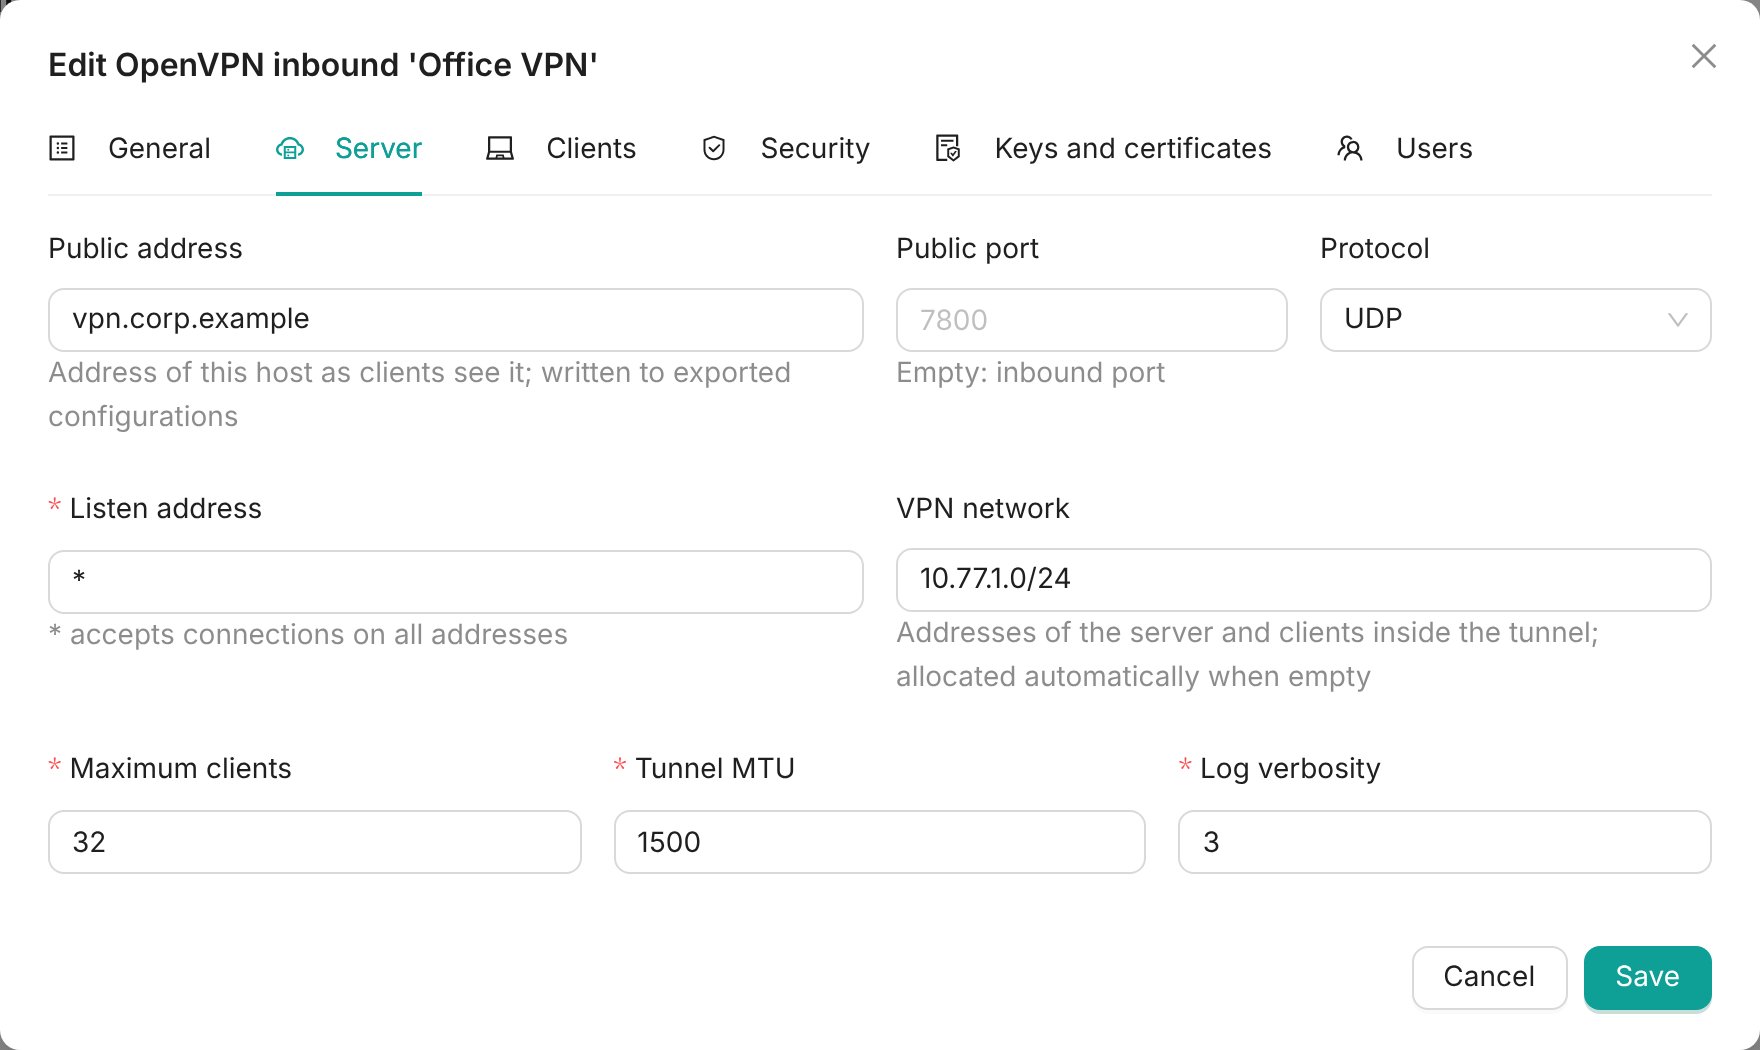 Edit OpenVPN inbound 'Office VPN'
General
Server
Clients
Security
Keys and certificates
Users
Public address
Public port
Protocol
vpn.corp.example
7800
UDP
Address of this host as clients see it; written to exported
configurations
Empty: inbound port
* Listen address
VPN network
*
10.77.1.0/24
* accepts connections on all addresses
Addresses of the server and clients inside the tunnel;
allocated automatically when empty
* Maximum clients
* Tunnel MTU
* Log verbosity
32
1500
3
Cancel
Save